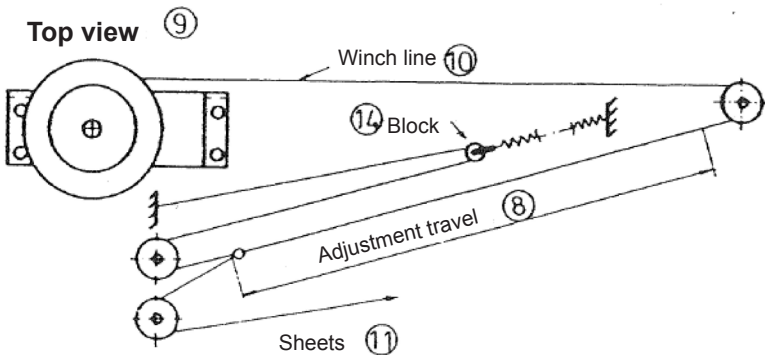 Top view ⑨
Winch line ⑩
⑭ Block
Adjustment travel ⑧
Sheets ⑪